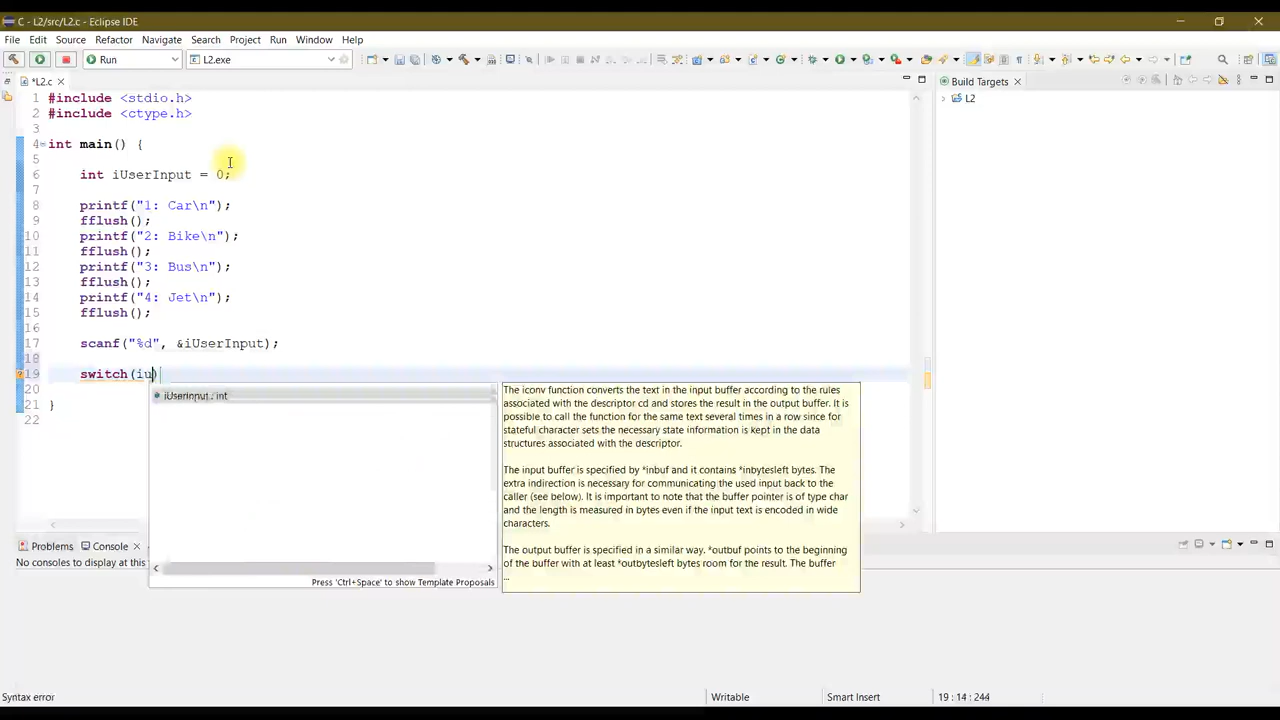 C - L2/src/L2.c - Eclipse IDE
File Edit Source Refactor Navigate Search Project Run Window Help
Run L2.exe
*L2.c
Build Targets
L2
1 #include <stdio.h>
2 #include <ctype.h>
3
4 int main() {
5
6 int iUserInput = 0;
7
8 printf("1: Car\n");
9 fflush();
10 printf("2: Bike\n");
11 fflush();
12 printf("3: Bus\n");
13 fflush();
14 printf("4: Jet\n");
15 fflush();
16
17 scanf("%d", &iUserInput);
18
19 switch(iu)
20
21 }
22
iUserInput : int
Press 'Ctrl+Space' to show Template Proposals
The iconv function converts the text in the input buffer according to the rules
associated with the descriptor cd and stores the result in the output buffer. It is
possible to call the function for the same text several times in a row since for
stateful character sets the necessary state information is kept in the data
structures associated with the descriptor.
The input buffer is specified by *inbuf and it contains *inbytesleft bytes. The
extra indirection is necessary for communicating the used input back to the
caller (see below). It is important to note that the buffer pointer is of type char
and the length is measured in bytes even if the input text is encoded in wide
characters.
The output buffer is specified in a similar way. *outbuf points to the beginning
of the buffer with at least *outbytesleft bytes room for the result. The buffer
...
Problems Console
No consoles to display at this
Syntax error Writable Smart Insert 19 : 14 : 244